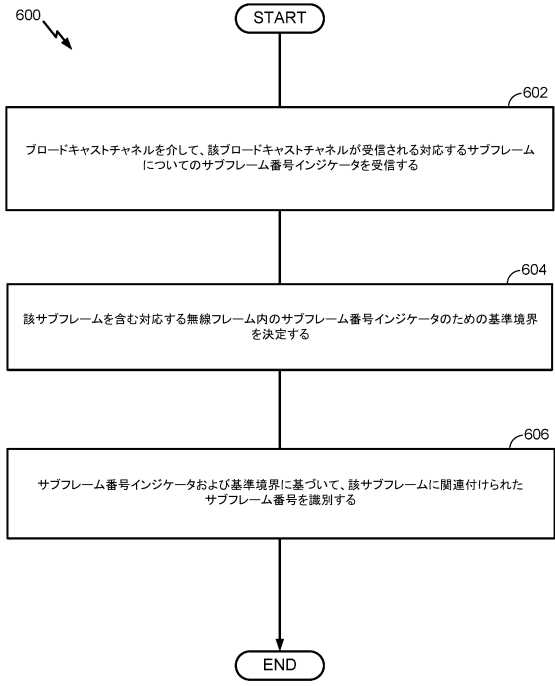 600
START
602
ブロードキャストチャネルを介して、該ブロードキャストチャネルが受信される対応するサブフレーム
についてのサブフレーム番号インジケータを受信する
604
該サブフレームを含む対応する無線フレーム内のサブフレーム番号インジケータのための基準境界
を決定する
606
サブフレーム番号インジケータおよび基準境界に基づいて、該サブフレームに関連付けられた
サブフレーム番号を識別する
END